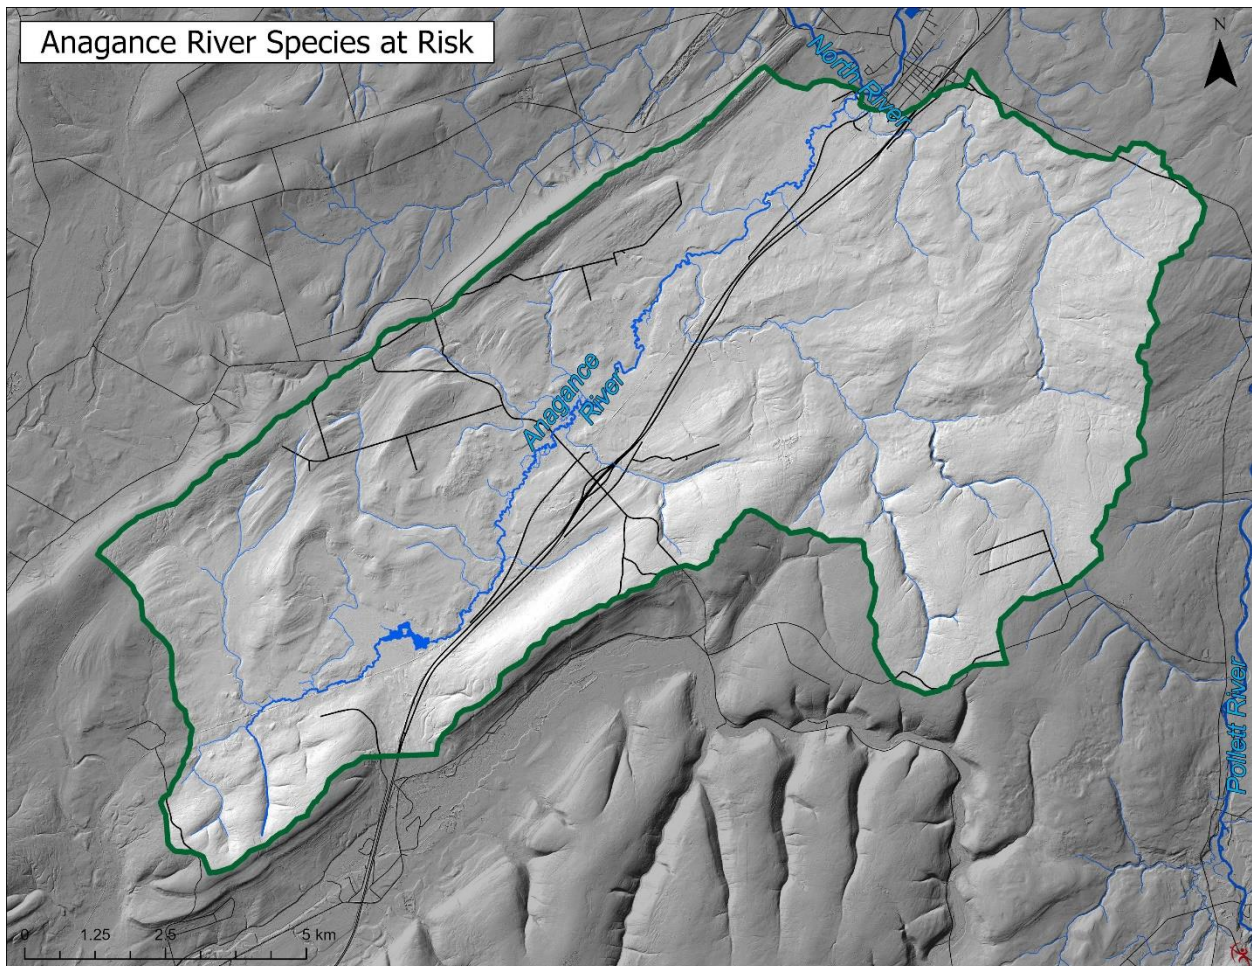 Anagance River Species at Risk
N
North River
Anagance
River
Pollett River
0 1.25 2.5 5 km